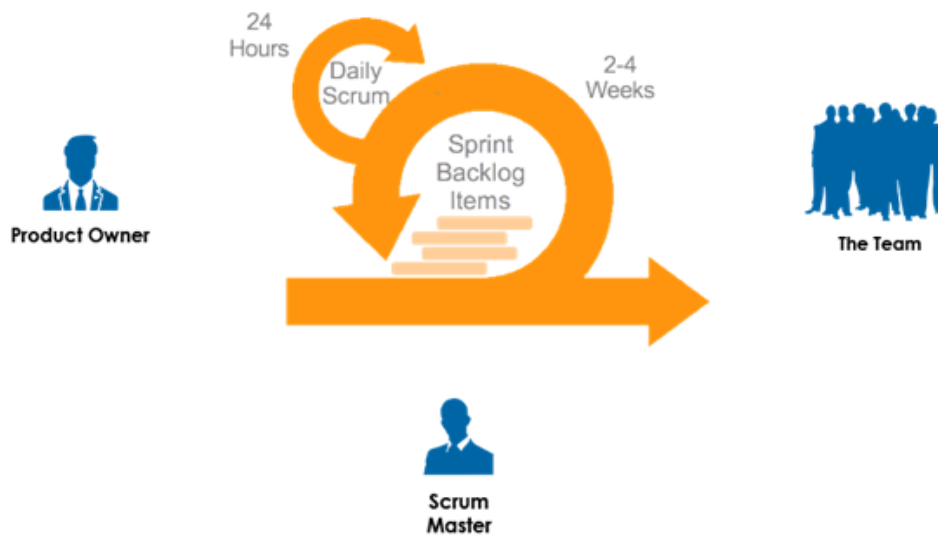 24
Hours
Daily
Scrum
2-4
Weeks
Sprint
Backlog
Items
Product Owner
The Team
Scrum
Master